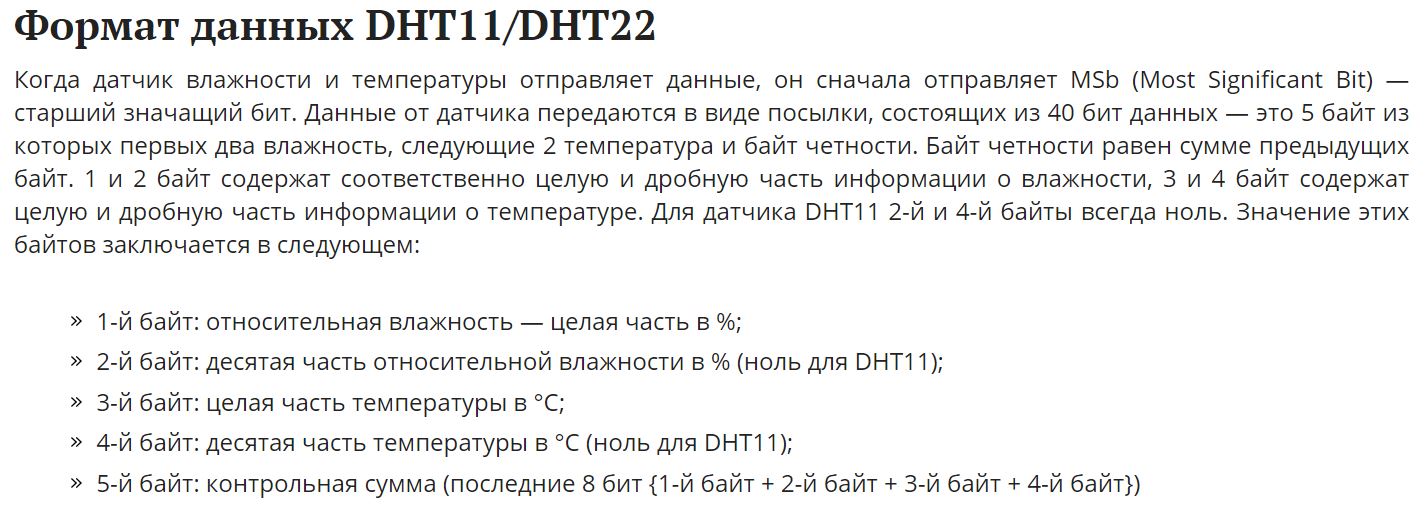 Формат данных DHT11/DHT22
Когда датчик влажности и температуры отправляет данные, он сначала отправляет MSb (Most Significant Bit) —
старший значащий бит. Данные от датчика передаются в виде посылки, состоящих из 40 бит данных — это 5 байт из
которых первых два влажность, следующие 2 температура и байт четности. Байт четности равен сумме предыдущих
байт. 1 и 2 байт содержат соответственно целую и дробную часть информации о влажности, 3 и 4 байт содержат
целую и дробную часть информации о температуре. Для датчика DHT11 2-й и 4-й байты всегда ноль. Значение этих
байтов заключается в следующем:
» 1-й байт: относительная влажность — целая часть в %;
» 2-й байт: десятая часть относительной влажности в % (ноль для DHT11);
» 3-й байт: целая часть температуры в °C;
» 4-й байт: десятая часть температуры в °C (ноль для DHT11);
» 5-й байт: контрольная сумма (последние 8 бит {1-й байт + 2-й байт + 3-й байт + 4-й байт})